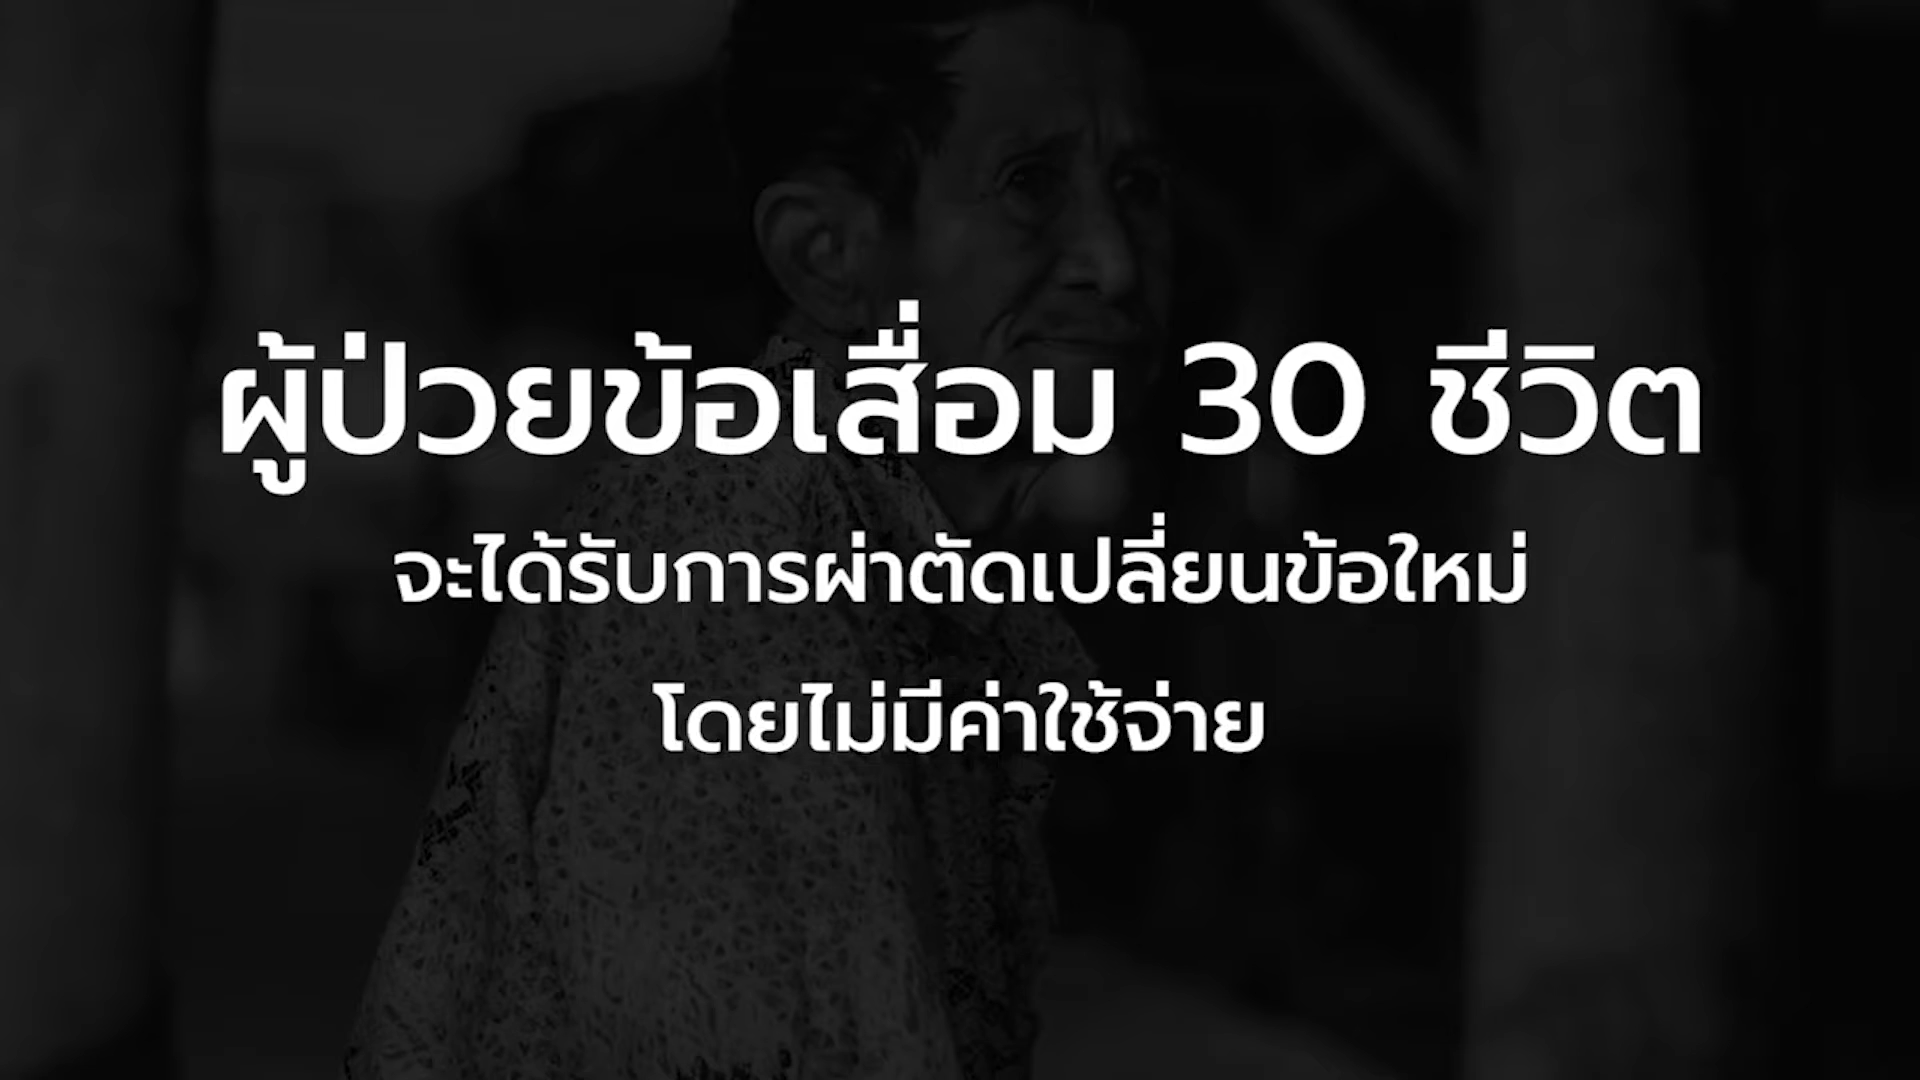 ผู้ป่วยข้อเสื่อม 30 ชีวิต
จะได้รับการผ่าตัดเปลี่ยนข้อใหม่
โดยไม่มีค่าใช้จ่าย